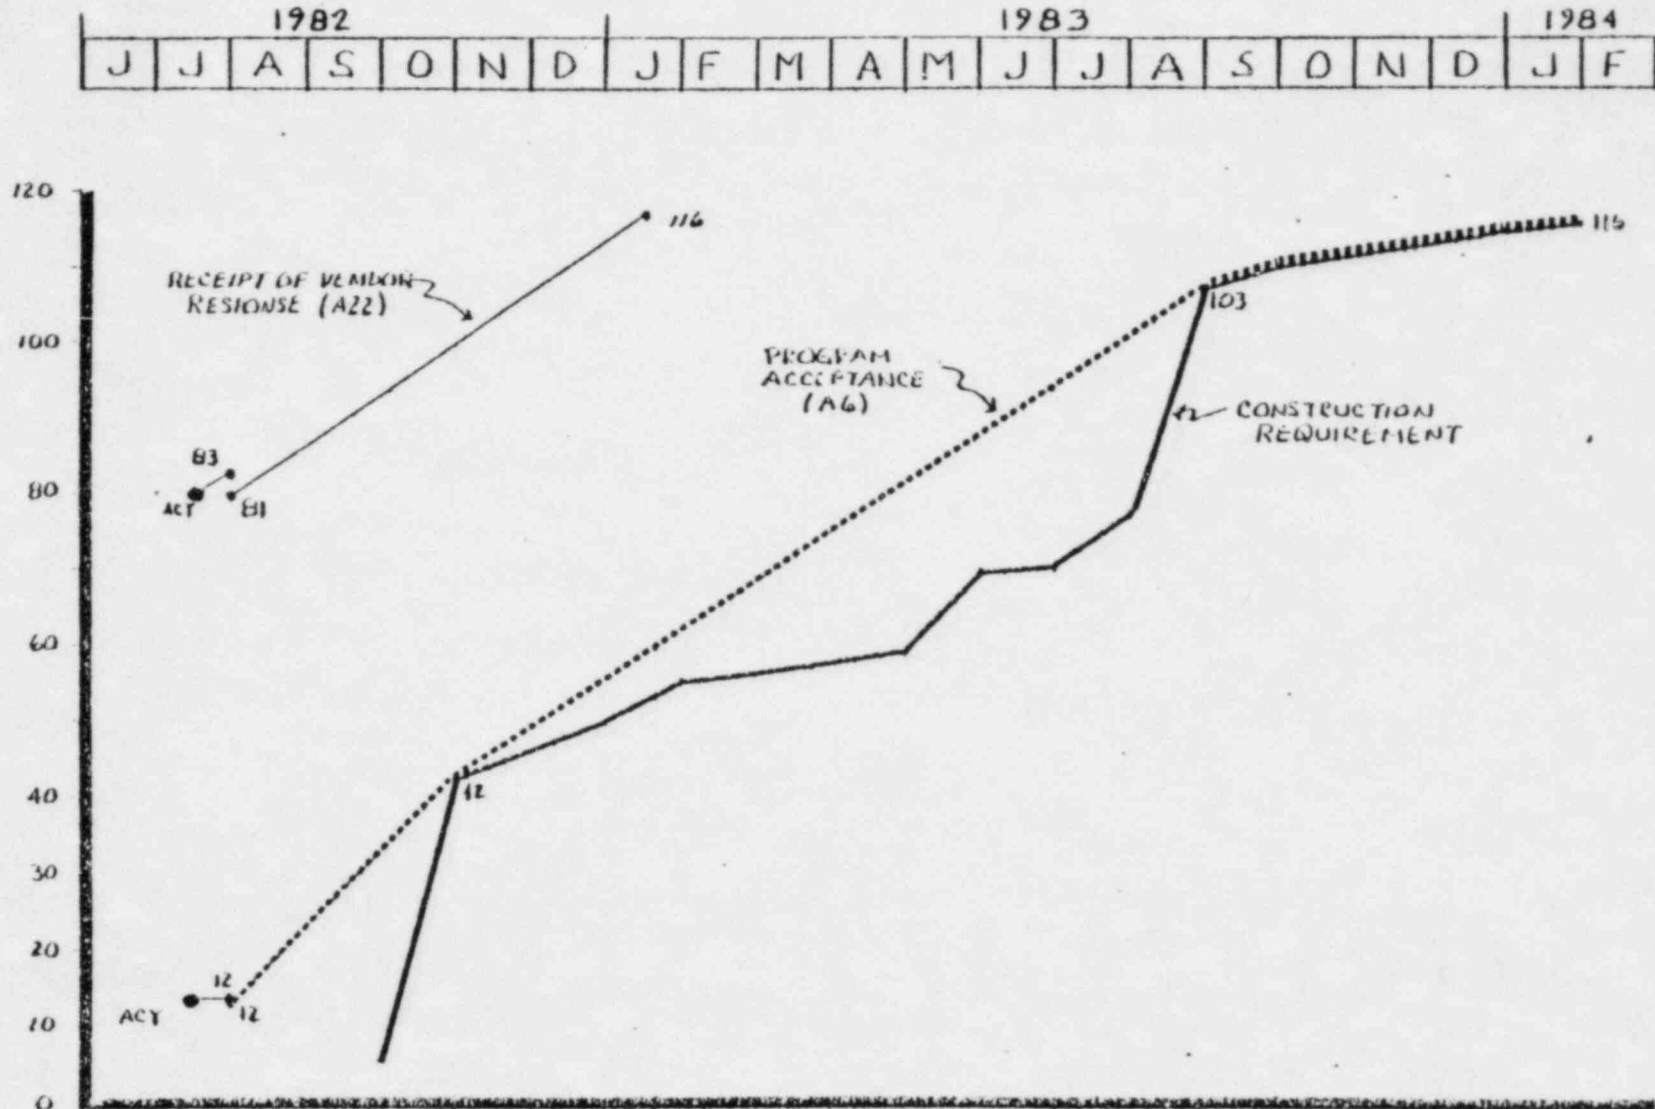 1982 1983 1984
J J A S O N D J F M A M J J A S O N D J F
120
116
115
RECEIPT OF VENDOR
RESPONSE (A22)
103
100
PROGRAM
ACCEPTANCE
(A6)
CONSTRUCTION
REQUIREMENT
83
80
ACT 81
60
40
42
30
20
12
ACT 12
10
0